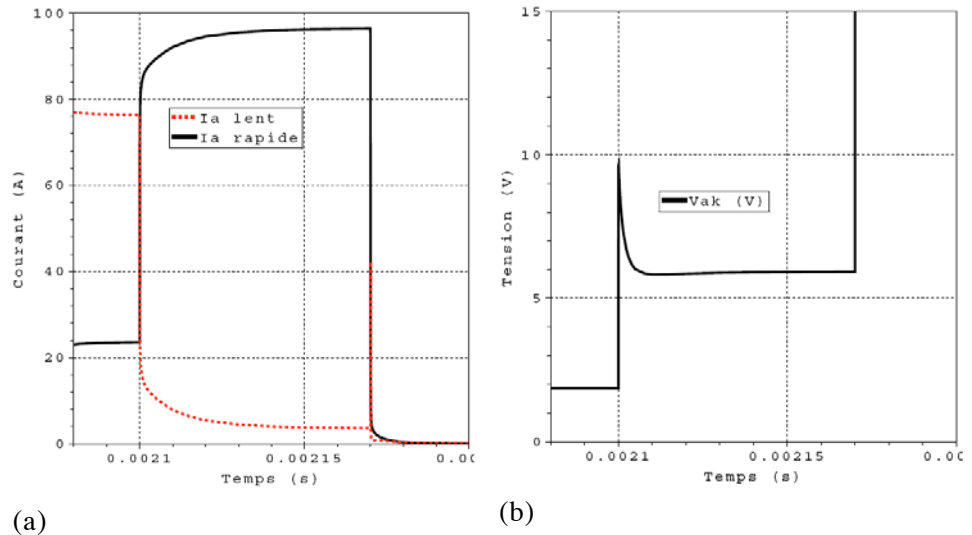 100
80
60
40
20
0
Courant (A)
Ia lent
Ia rapide
0.0021
0.00215
0.00
Temps (s)
(a)
15
10
5
0
Tension (V)
Vak (V)
0.0021
0.00215
0.00
Temps (s)
(b)